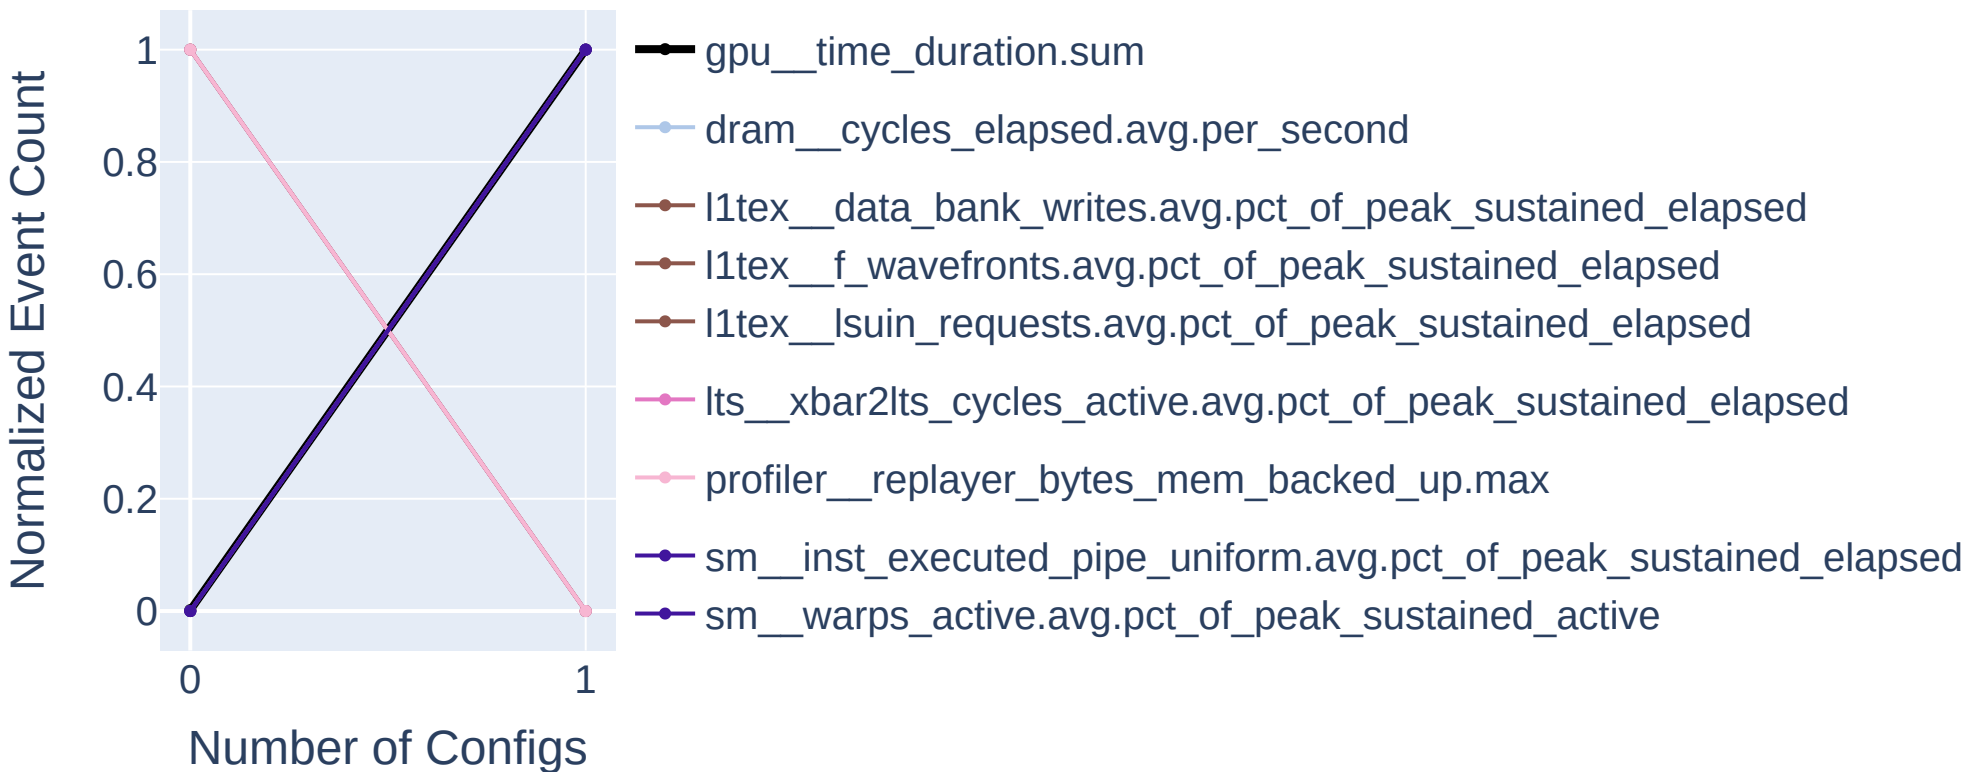 Normalized Event Count
1
0.8
0.6
0.4
0.2
0
0
1
Number of Configs
gpu__time_duration.sum
dram__cycles_elapsed.avg.per_second
l1tex__data_bank_writes.avg.pct_of_peak_sustained_elapsed
l1tex__f_wavefronts.avg.pct_of_peak_sustained_elapsed
l1tex__lsuin_requests.avg.pct_of_peak_sustained_elapsed
lts__xbar2lts_cycles_active.avg.pct_of_peak_sustained_elapsed
profiler__replayer_bytes_mem_backed_up.max
sm__inst_executed_pipe_uniform.avg.pct_of_peak_sustained_elapsed
sm__warps_active.avg.pct_of_peak_sustained_active